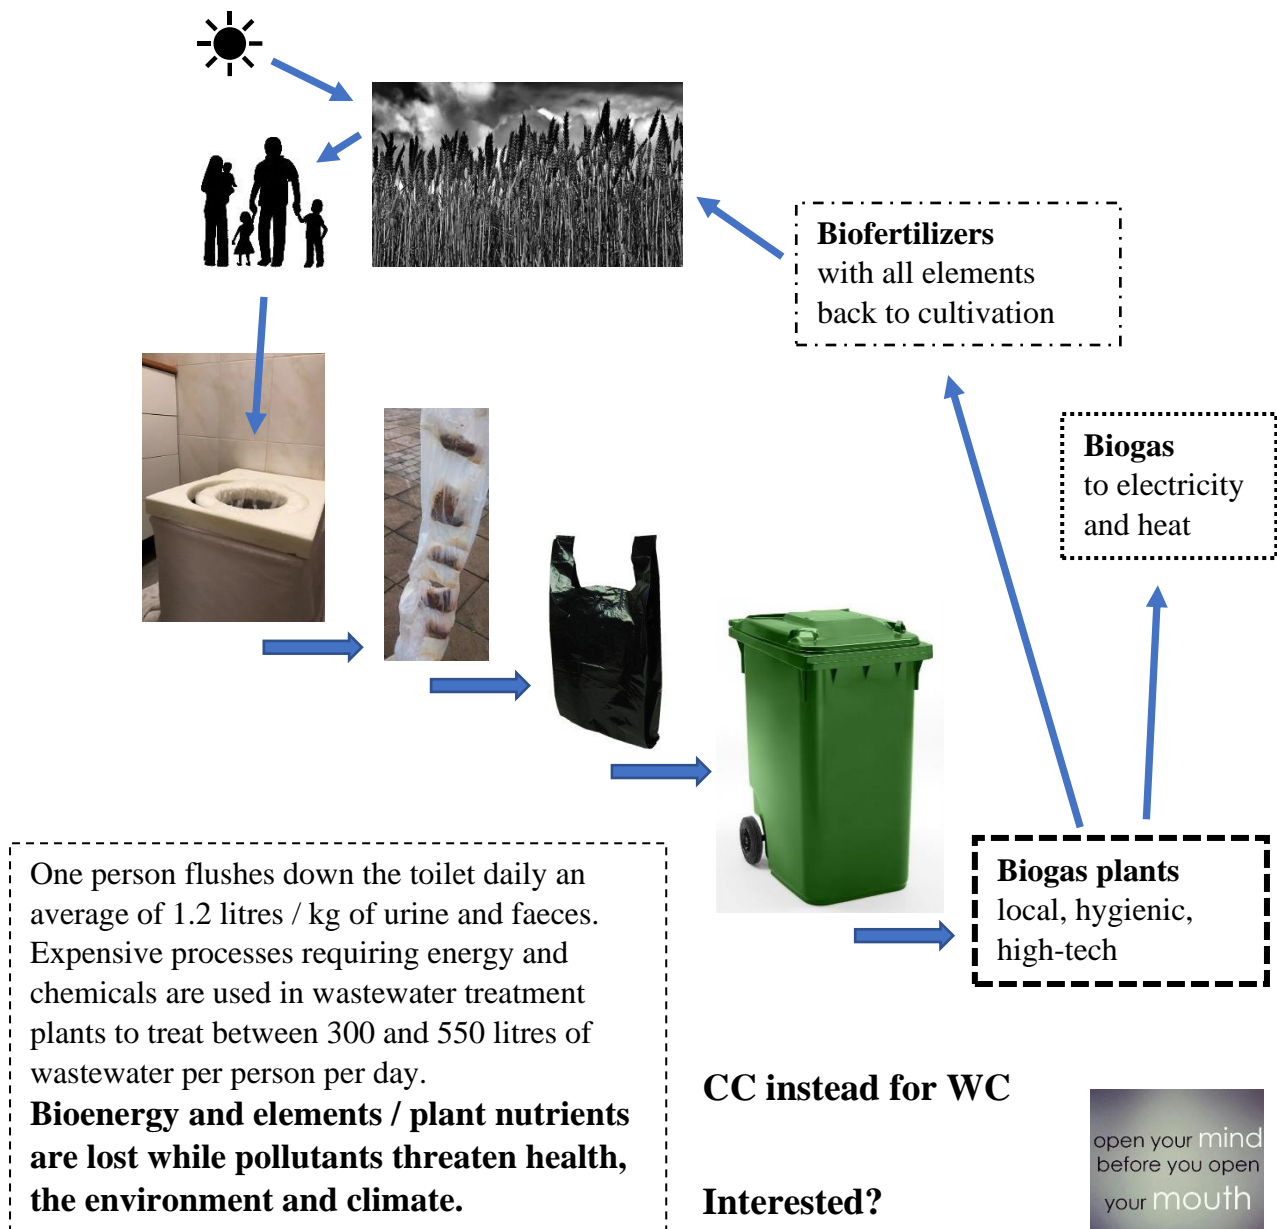 Biofertilizers
with all elements
back to cultivation
Biogas
to electricity
and heat
Biogas plants
local, hygienic,
high-tech
One person flushes down the toilet daily an
average of 1.2 litres / kg of urine and faeces.
Expensive processes requiring energy and
chemicals are used in wastewater treatment
plants to treat between 300 and 550 litres of
wastewater per person per day.
Bioenergy and elements / plant nutrients
are lost while pollutants threaten health,
the environment and climate.
CC instead for WC
Interested?
open your mind
before you open
your mouth